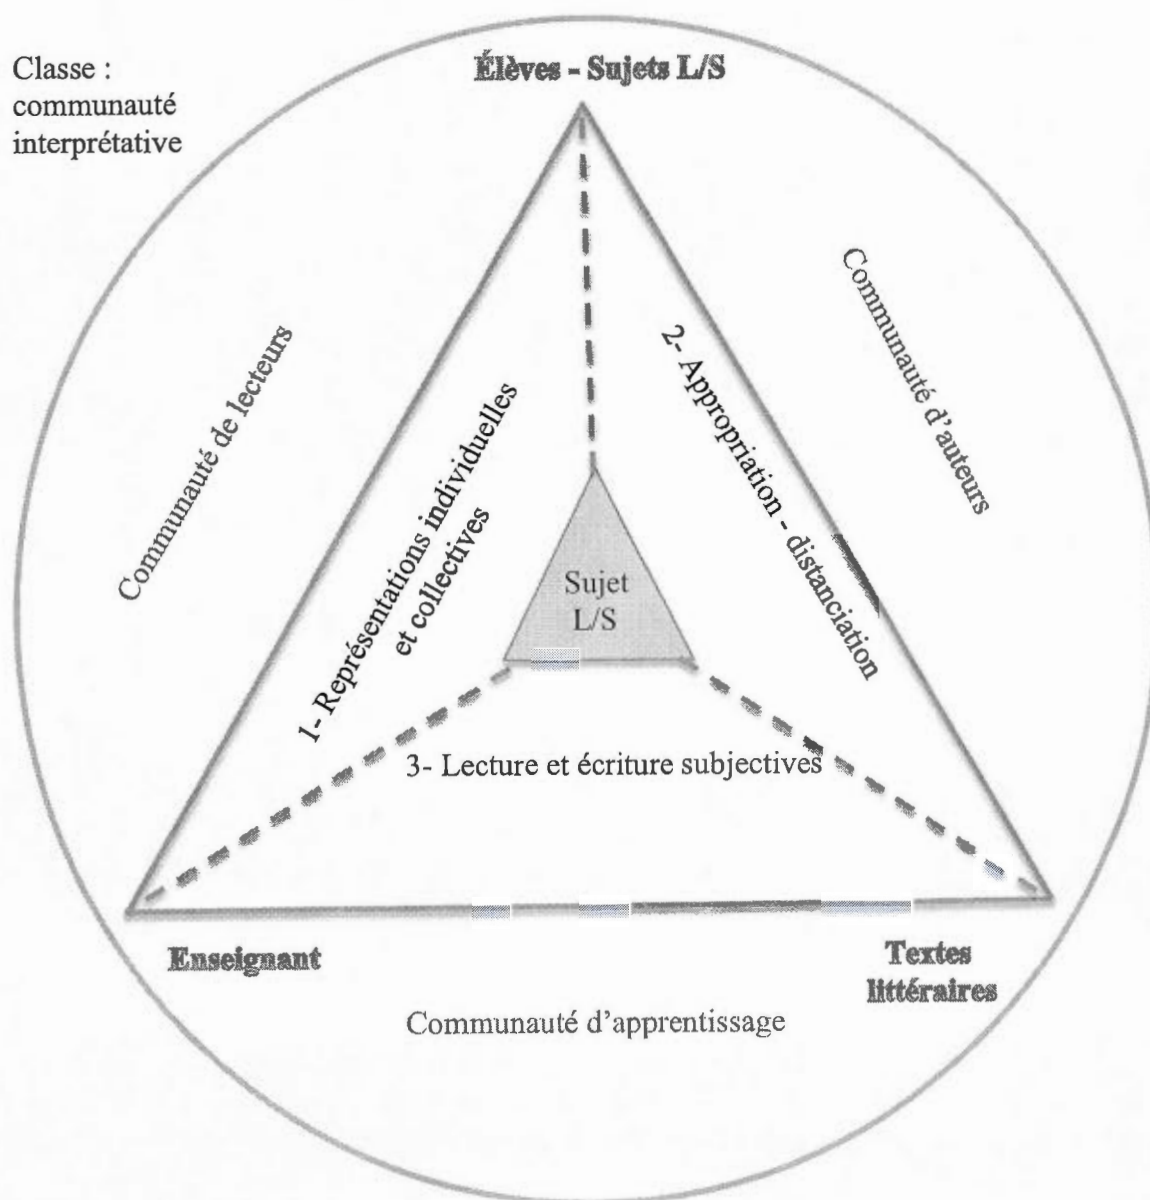 Classe :
communauté
interprétative
Élèves - Sujets L/S
Communauté de lecteurs
Communauté d'auteurs
1- Représentations individuelles
et collectives
2- Appropriation - distanciation
Sujet
L/S
3- Lecture et écriture subjectives
Enseignant
Textes
littéraires
Communauté d'apprentissage